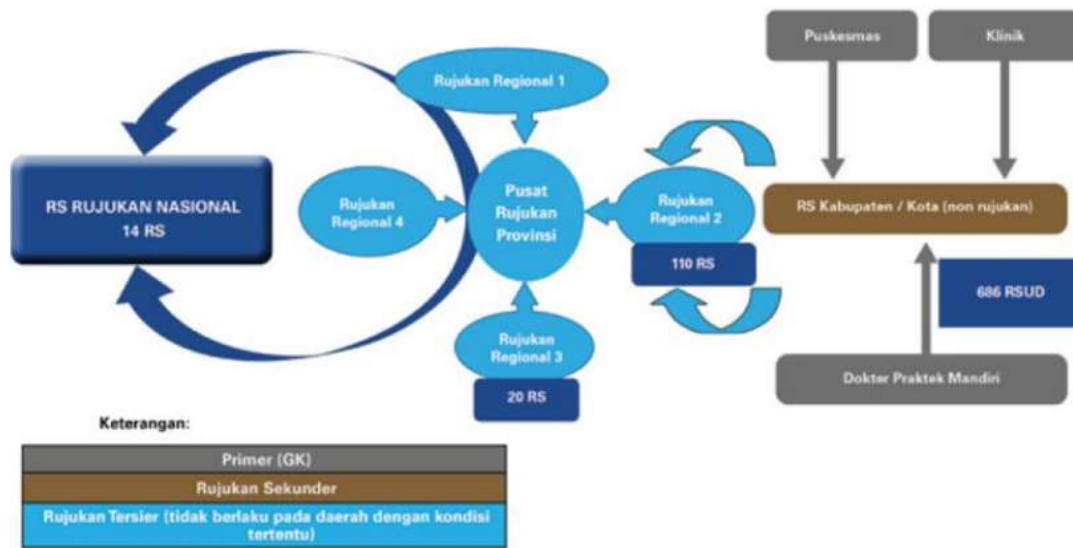 Puskesmas
Klinik
Rujukan Regional 1
RS RUJUKAN NASIONAL
14 RS
Rujukan
Regional 4
Pusat
Rujukan
Provinsi
Rujukan
Regional 2
110 RS
RS Kabupaten / Kota (non rujukan)
686 RSUD
Rujukan
Regional 3
20 RS
Dokter Praktek Mandiri
Keterangan:
Primer (GK)
Rujukan Sekunder
Rujukan Tersier (tidak berlaku pada daerah dengan kondisi
tertentu)